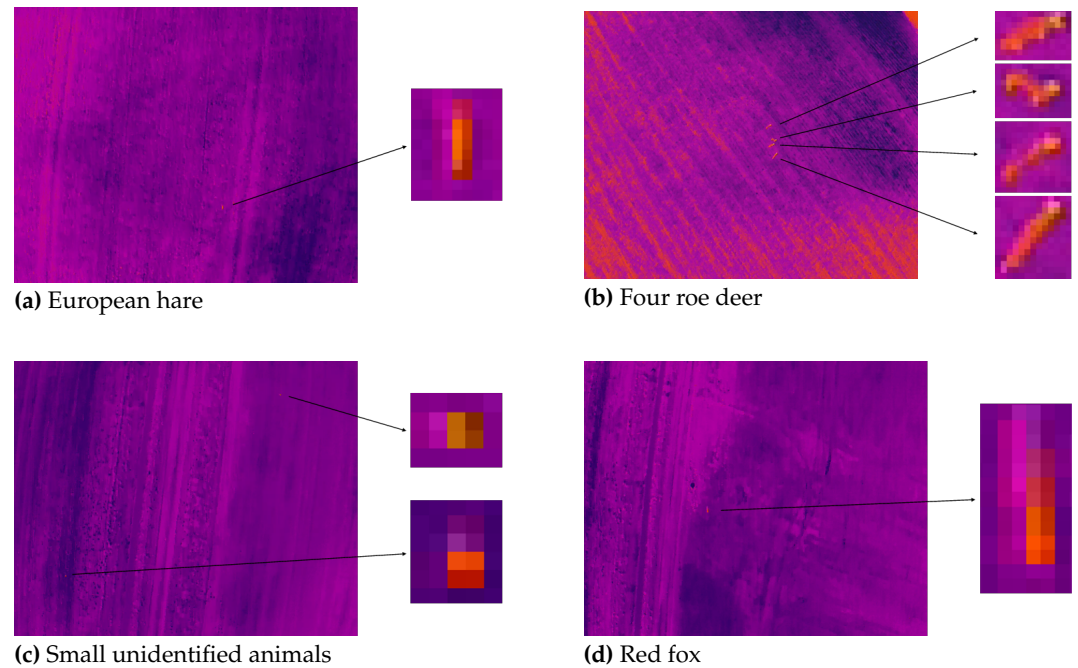 (a) European hare
(b) Four roe deer
(c) Small unidentified animals
(d) Red fox